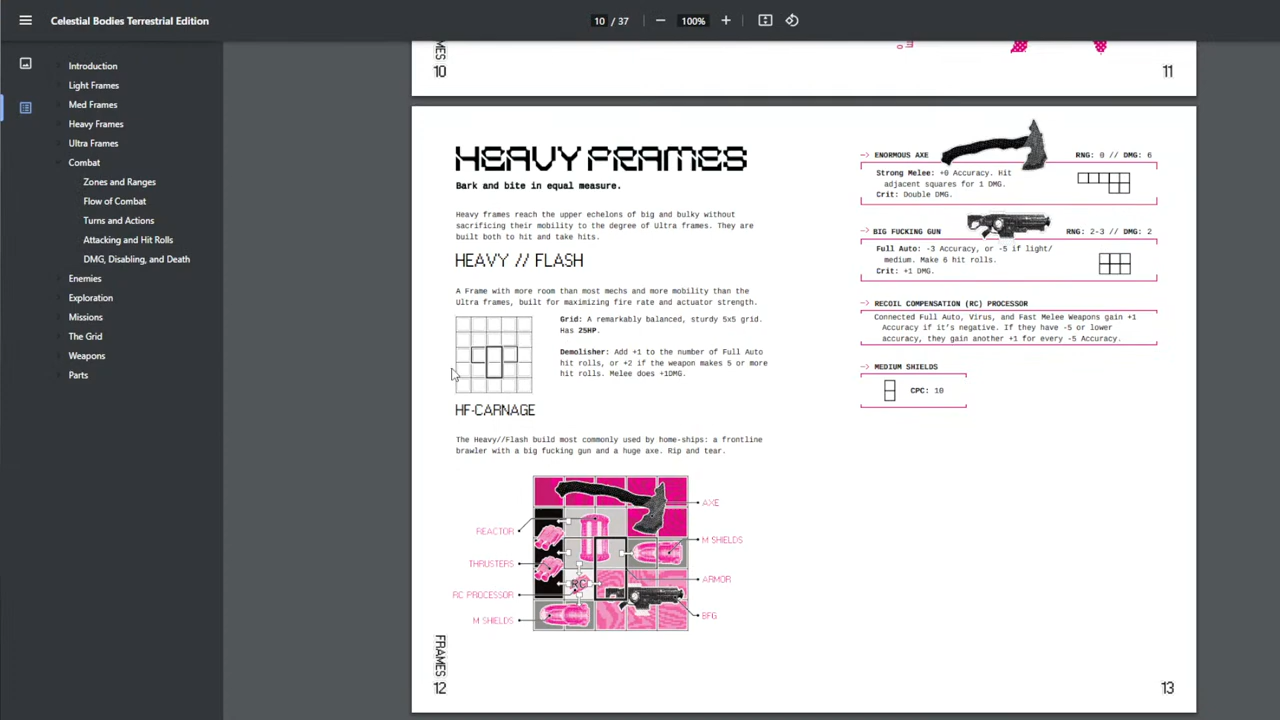 Celestial Bodies Terrestrial Edition
10 / 37
100%
Introduction
Light Frames
Med Frames
Heavy Frames
Ultra Frames
Combat
Zones and Ranges
Flow of Combat
Turns and Actions
Attacking and Hit Rolls
DMG, Disabling, and Death
Enemies
Exploration
Missions
The Grid
Weapons
Parts
10
11
HEAVY FRAMES
Bark and bite in equal measure.
Heavy frames reach the upper echelons of big and bulky without
sacrificing their mobility to the degree of Ultra frames. They are
built both to hit and take hits.
HEAVY // FLASH
A Frame with more room than most mechs and more mobility than the
Ultra frames, built for maximizing fire rate and actuator strength.
Grid: A remarkably balanced, sturdy 5x5 grid.
Has 25HP.
Demolisher: Add +1 to the number of Full Auto
hit rolls, or +2 if the weapon makes 5 or more
hit rolls. Melee does +1DMG.
HF-CARNAGE
The Heavy//Flash build most commonly used by home-ships: a frontline
brawler with a big fucking gun and a huge axe. Rip and tear.
REACTOR
THRUSTERS
RC PROCESSOR
M SHIELDS
RC
AXE
M SHIELDS
ARMOR
BFG
FRAMES
12
ENORMOUS AXE
RNG: 0 // DMG: 6
Strong Melee: +0 Accuracy. Hit
adjacent squares for 1 DMG.
Crit: Double DMG.
BIG FUCKING GUN
RNG: 2-3 // DMG: 2
Full Auto: -3 Accuracy, or -5 if light/
medium. Make 6 hit rolls.
Crit: +1 DMG.
RECOIL COMPENSATION (RC) PROCESSOR
Connected Full Auto, Virus, and Fast Melee Weapons gain +1
Accuracy if it's negative. If they have -5 or lower
accuracy, they gain another +1 for every -5 Accuracy.
MEDIUM SHIELDS
CPC: 10
13